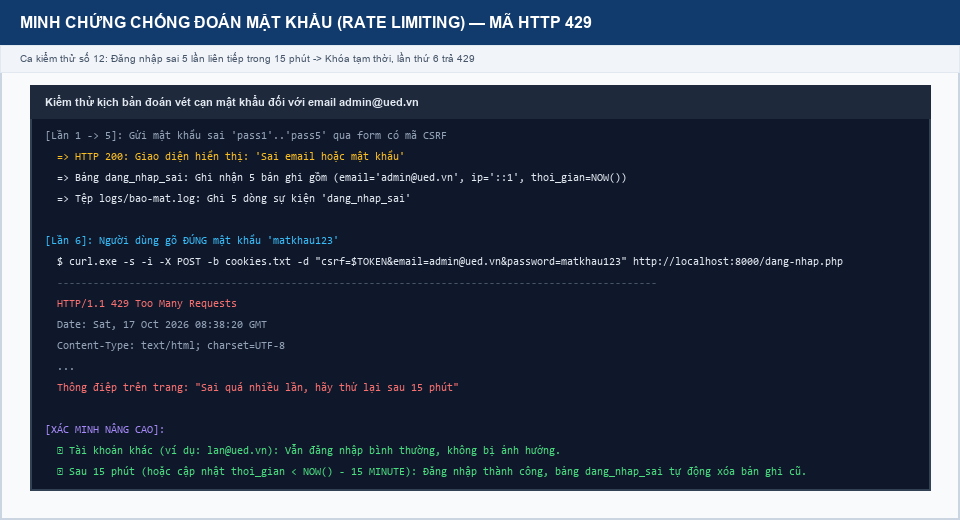 MINH CHỨNG CHỐNG ĐOÁN MẬT KHẨU (RATE LIMITING) — MÃ HTTP 429
Ca kiểm thử số 12: Đăng nhập sai 5 lần liên tiếp trong 15 phút -> Khóa tạm thời, lần thứ 6 trả 429
Kiểm thử kịch bản đoán vét cạn mật khẩu đối với email admin@ued.vn
[Lần 1 -> 5]: Gửi mật khẩu sai 'pass1'..'pass5' qua form có mã CSRF
=> HTTP 200: Giao diện hiển thị: 'Sai email hoặc mật khẩu'
=> Bảng dang_nhap_sai: Ghi nhận 5 bản ghi gồm (email='admin@ued.vn', ip='::1', thoi_gian=NOW())
=> Tệp logs/bao-mat.log: Ghi 5 dòng sự kiện 'dang_nhap_sai'
[Lần 6]: Người dùng gõ ĐÚNG mật khẩu 'matkhau123'
$ curl.exe -s -i -X POST -b cookies.txt -d "csrf=$TOKEN&email=admin@ued.vn&password=matkhau123" http://localhost:8000/dang-nhap.php
----------------------------------------------------------------------------------------------------
HTTP/1.1 429 Too Many Requests
Date: Sat, 17 Oct 2026 08:38:20 GMT
Content-Type: text/html; charset=UTF-8
...
Thông điệp trên trang: "Sai quá nhiều lần, hãy thử lại sau 15 phút"
[XÁC MINH NÂNG CAO]:
Tài khoản khác (ví dụ: lan@ued.vn): Vẫn đăng nhập bình thường, không bị ảnh hưởng.
Sau 15 phút (hoặc cập nhật thoi_gian < NOW() - 15 MINUTE): Đăng nhập thành công, bảng dang_nhap_sai tự động xóa bản ghi cũ.